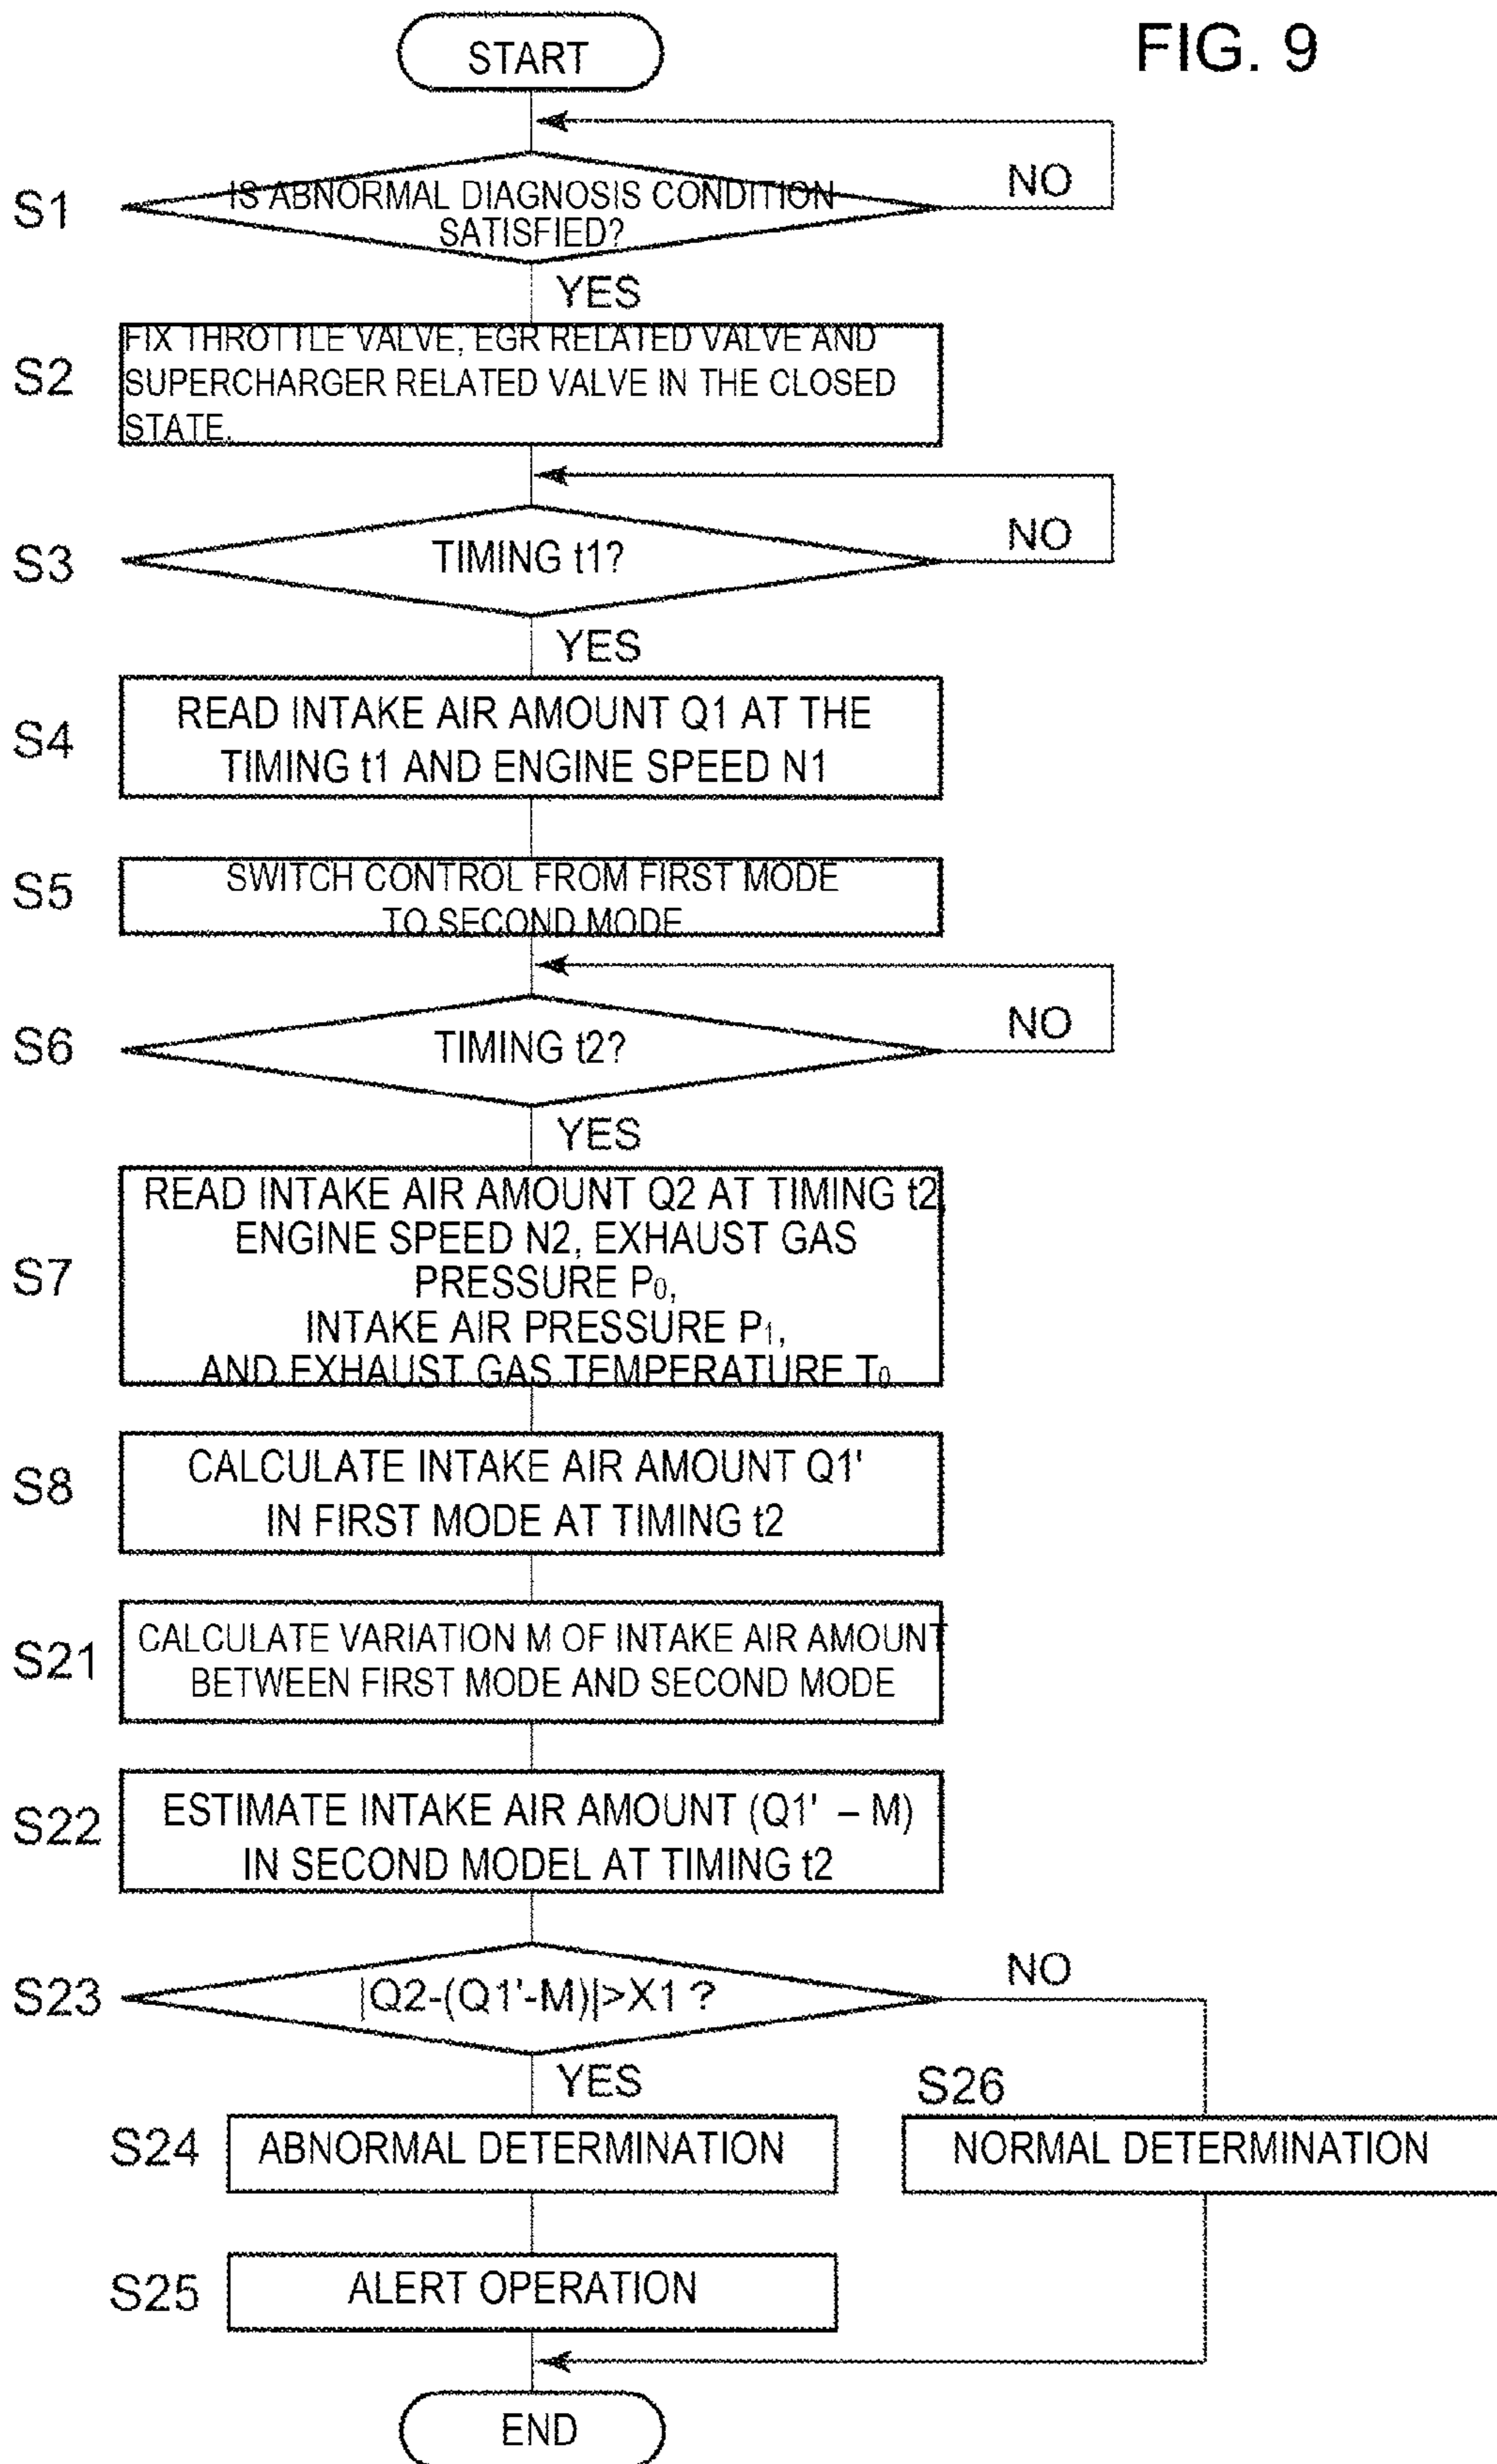 FIG. 9
START
S1
IS ABNORMAL DIAGNOSIS CONDITION
SATISFIED?
NO
YES
S2
FIX THROTTLE VALVE, EGR RELATED VALVE AND
SUPERCHARGER RELATED VALVE IN THE CLOSED
STATE.
S3
TIMING t1?
NO
YES
S4
READ INTAKE AIR AMOUNT Q1 AT THE
TIMING t1 AND ENGINE SPEED N1
S5
SWITCH CONTROL FROM FIRST MODE
TO SECOND MODE
S6
TIMING t2?
NO
YES
S7
READ INTAKE AIR AMOUNT Q2 AT TIMING t2,
ENGINE SPEED N2, EXHAUST GAS
PRESSURE P₀,
INTAKE AIR PRESSURE P₁,
AND EXHAUST GAS TEMPERATURE T₀
S8
CALCULATE INTAKE AIR AMOUNT Q1'
IN FIRST MODE AT TIMING t2
S21
CALCULATE VARIATION M OF INTAKE AIR AMOUNT
BETWEEN FIRST MODE AND SECOND MODE
S22
ESTIMATE INTAKE AIR AMOUNT (Q1' – M)
IN SECOND MODEL AT TIMING t2
S23
|Q2-(Q1'-M)|>X1 ?
NO
YES
S24
ABNORMAL DETERMINATION
S26
NORMAL DETERMINATION
S25
ALERT OPERATION
END